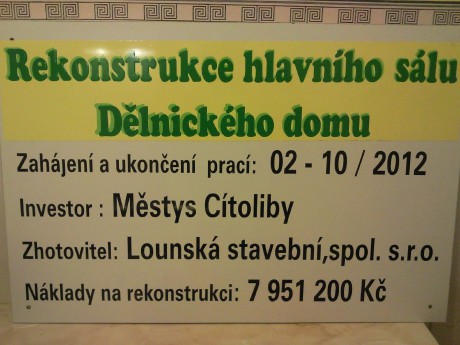 Rekonstrukce hlavního sálu
Dělnického domu
Zahájení a ukončení prací: 02 - 10 / 2012
Investor : Městys Cítoliby
Zhotovitel: Lounská stavební,spol. s.r.o.
Náklady na rekonstrukci: 7 951 200 Kč